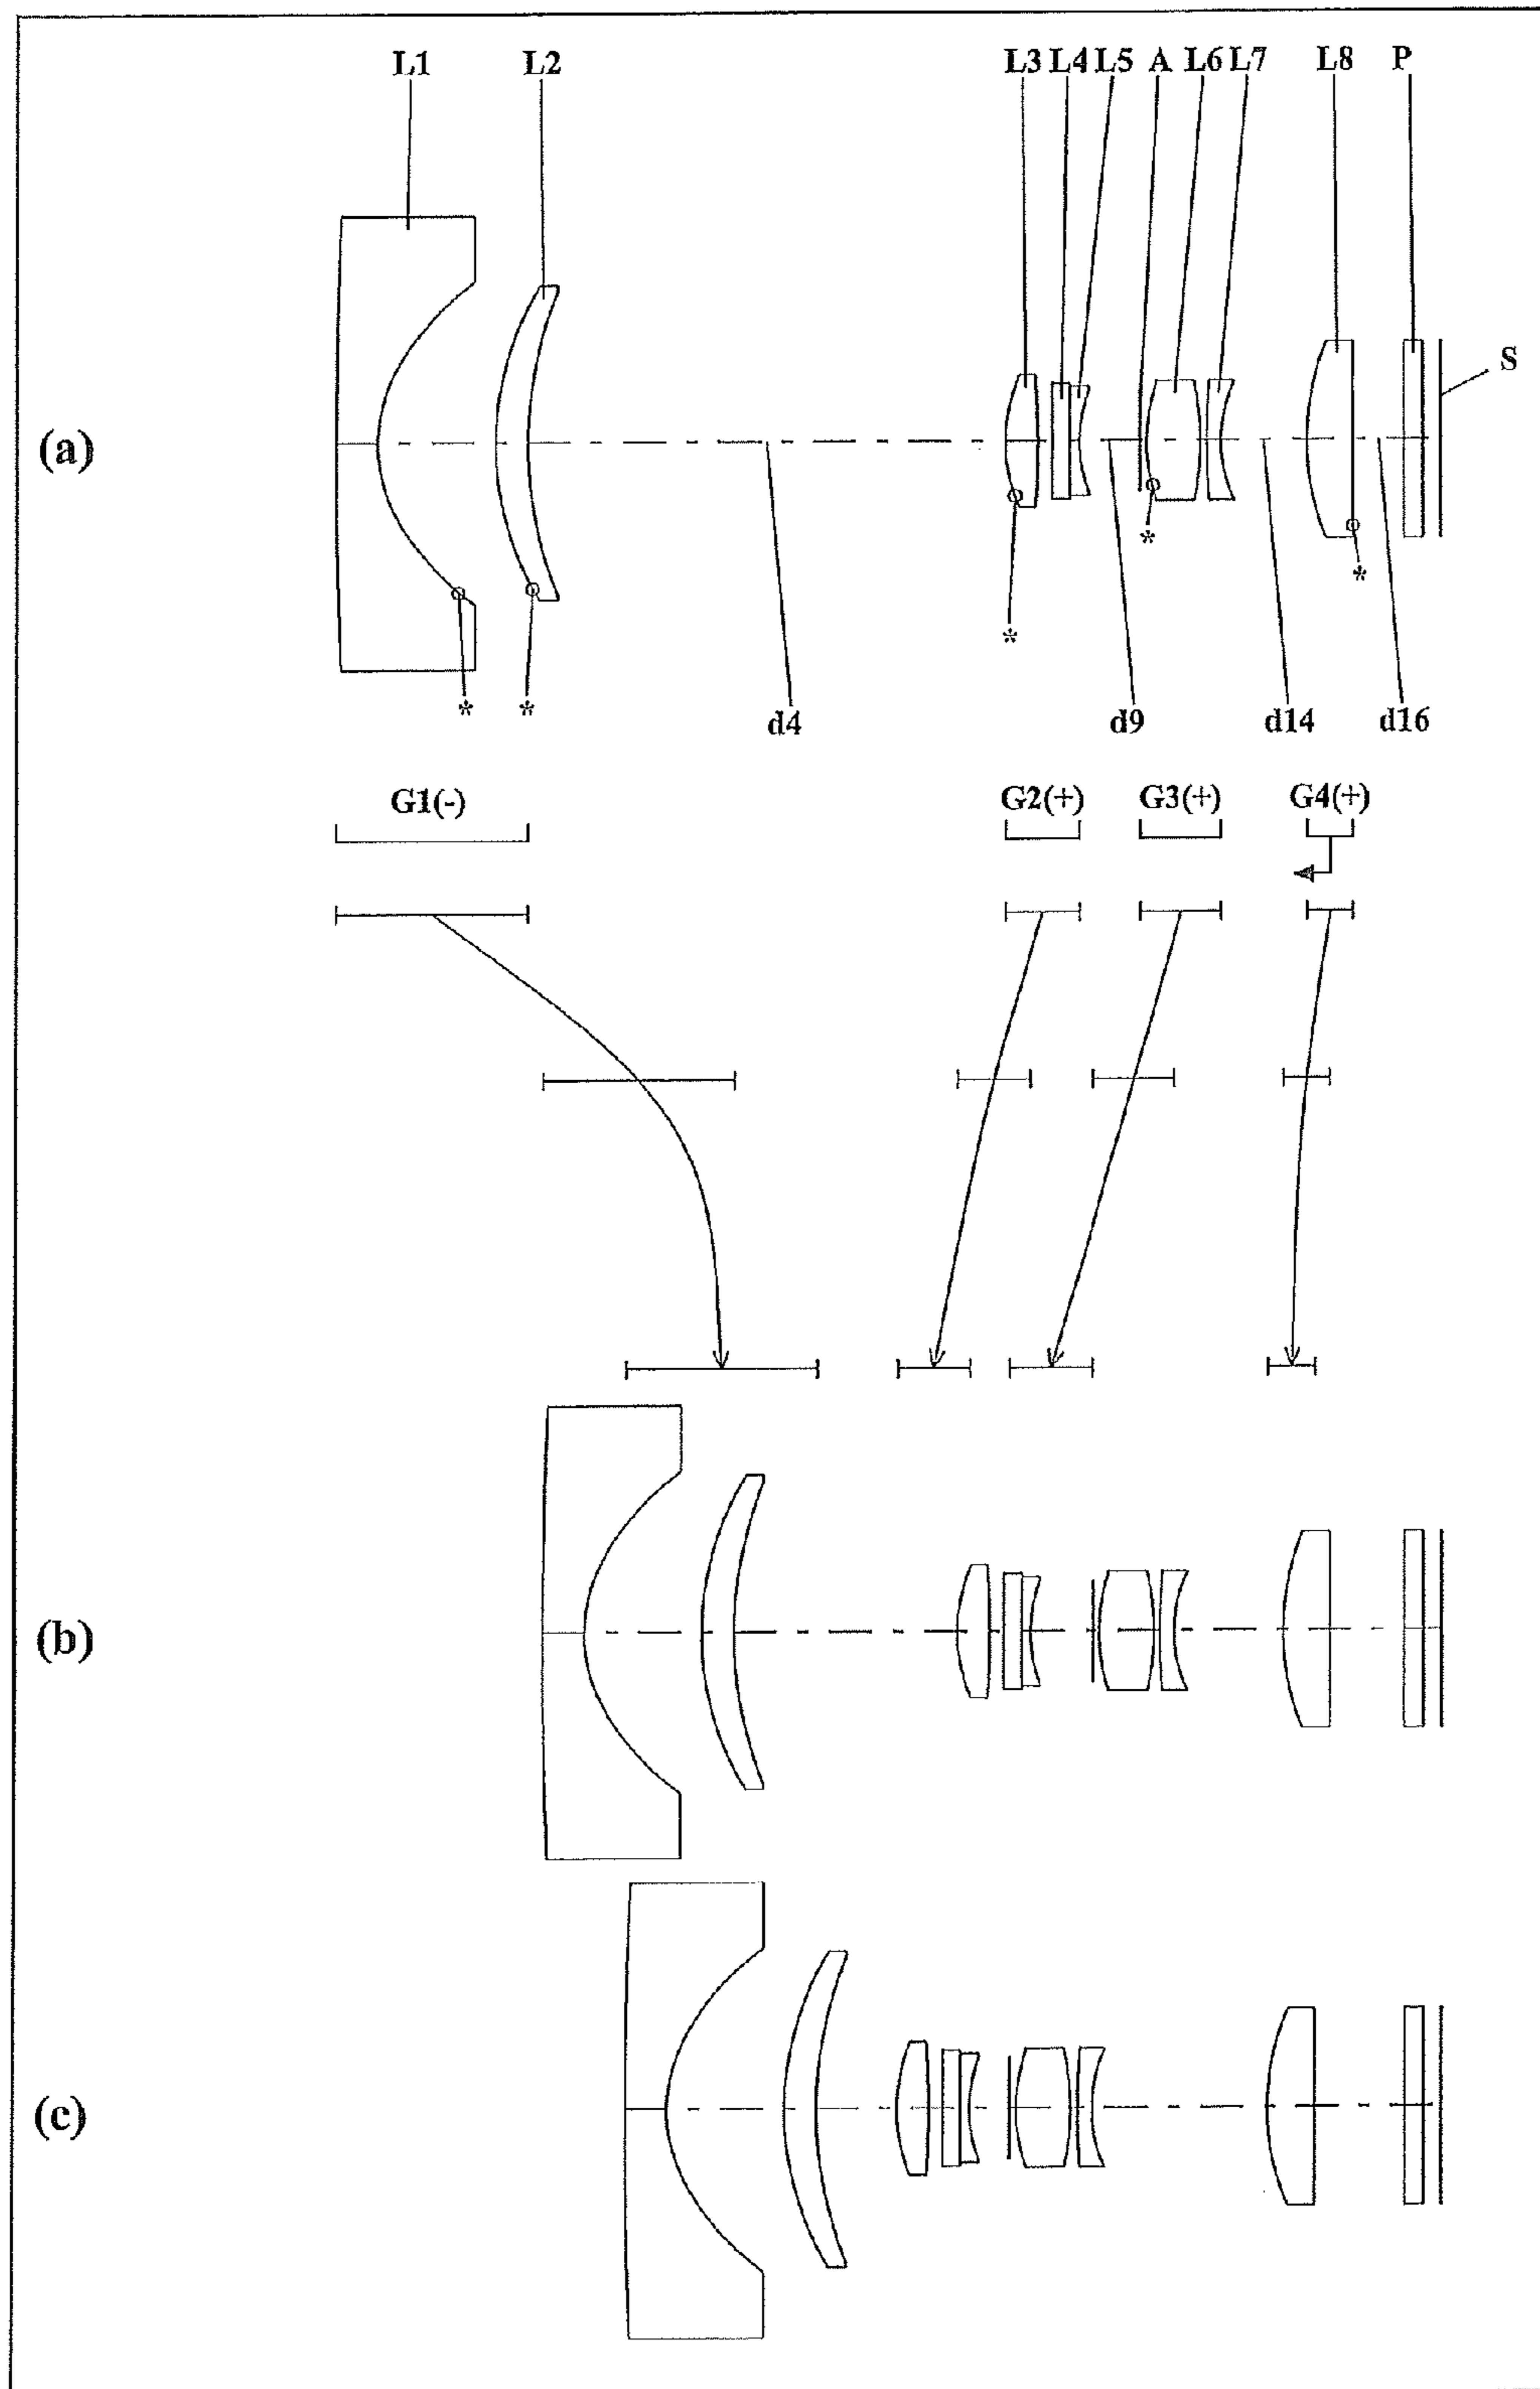 L1 L2 L3 L4 L5 A L6 L7 L8 P
S
(a)
* * * * *
d4 d9 d14 d16
G1(-) G2(+) G3(+) G4(+)
(b)
(c)